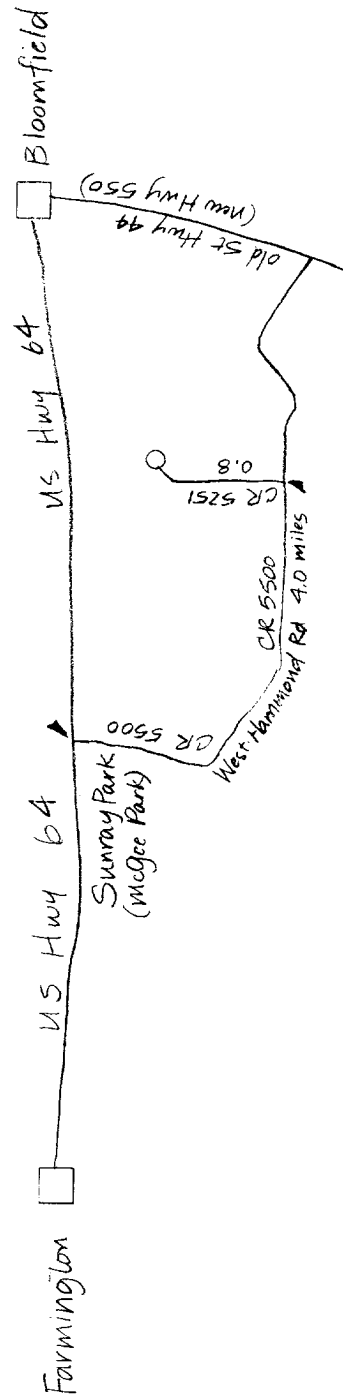 Farmington
US Hwy 64
US Hwy 64
Bloomfield
Sunray Park
(McGee Park)
CR 5500
West Hammond Rd 4.0 miles
CR 5500
CR 5251
0.8
old St Hwy 44
(new Hwy 550)